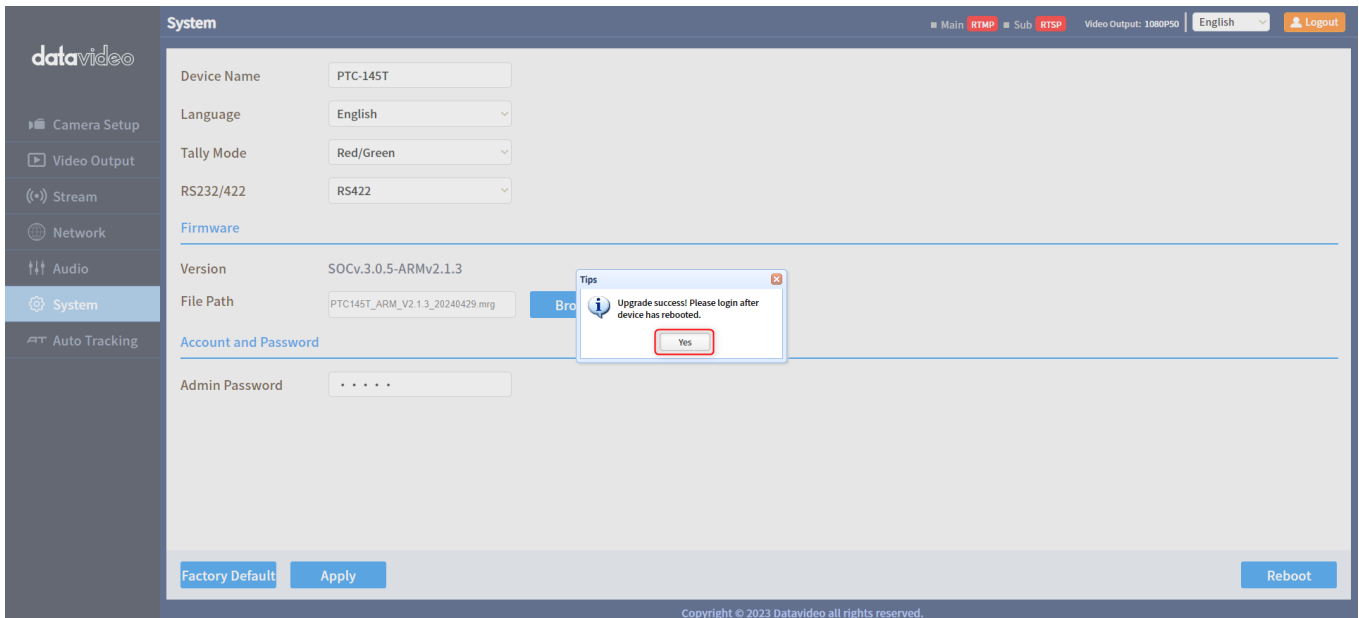 System
Main RTMP Sub RTSP Video Output: 1080P50 English Logout
datavideo
Camera Setup
Video Output
Stream
Network
Audio
System
AT Auto Tracking
Device Name PTC-145T
Language English
Tally Mode Red/Green
RS232/422 RS422
Firmware
Version SOCv.3.0.5-ARMv2.1.3
File Path PTC145T_ARM_V2.1.3_20240429.mrg Bro
Tips
Upgrade success! Please login after
device has rebooted.
Yes
Account and Password
Admin Password
Factory Default Apply Reboot
Copyright © 2023 Datavideo all rights reserved.